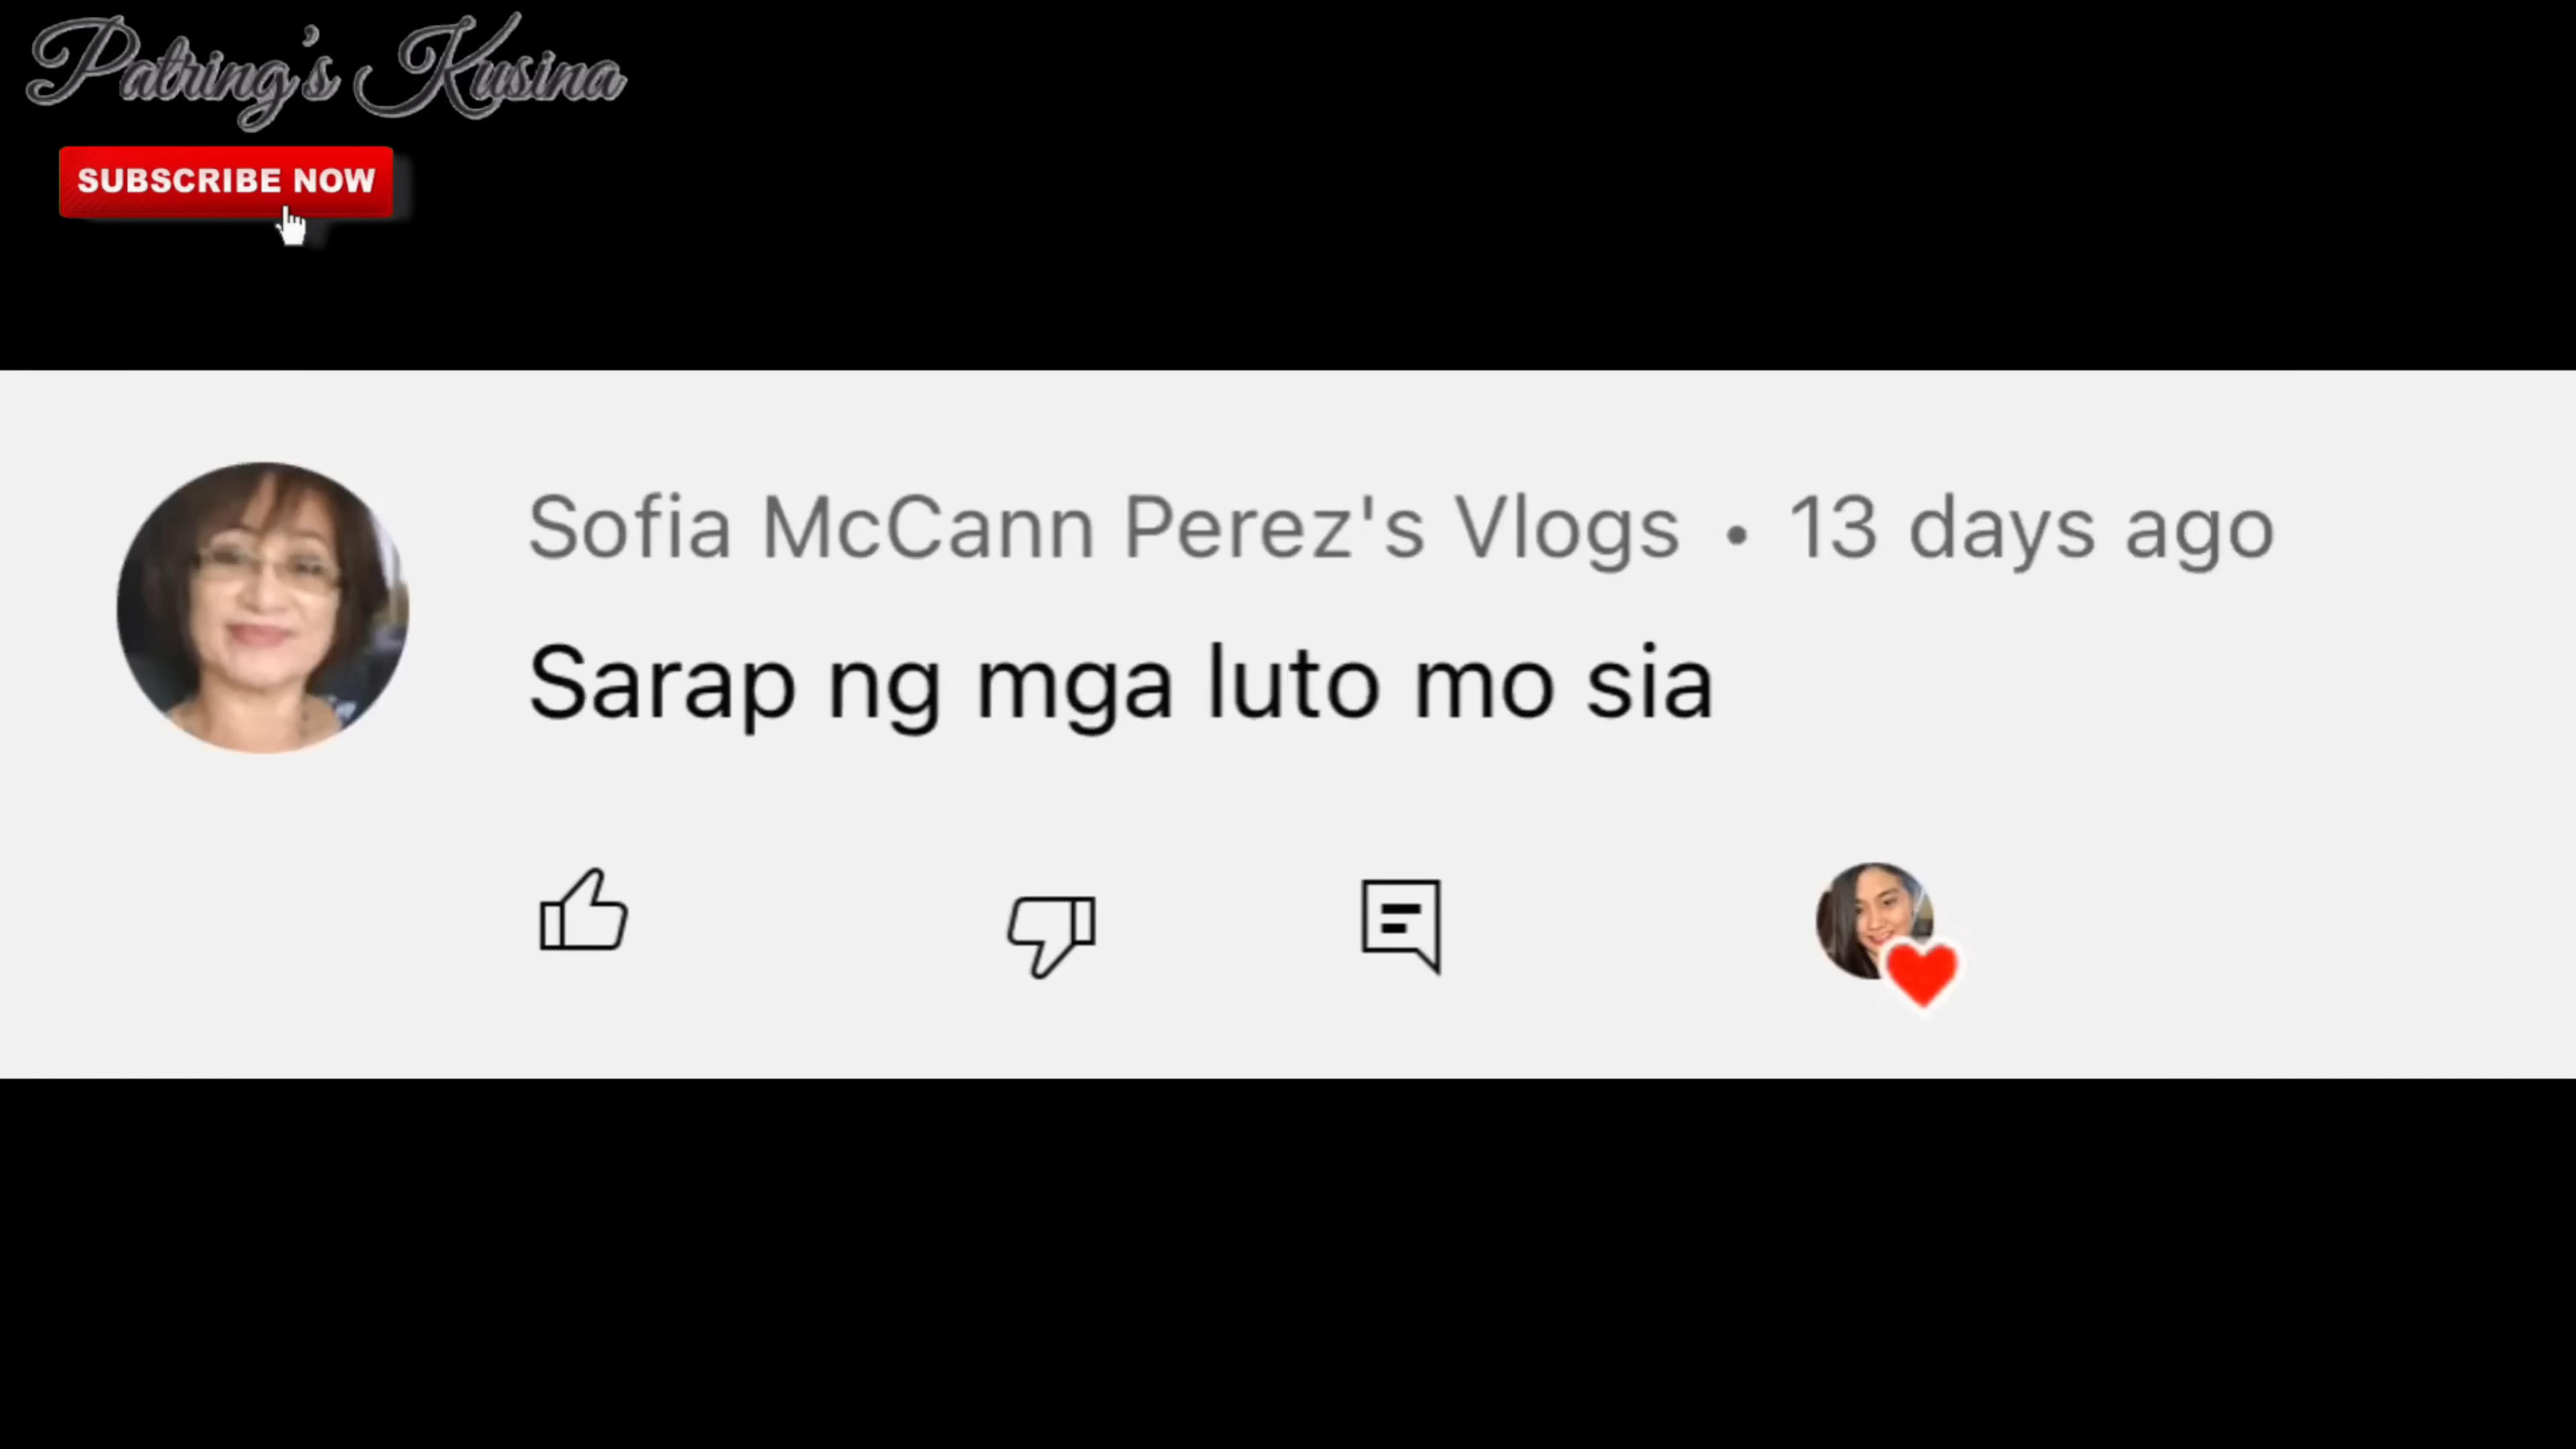 Patring's Kusina
SUBSCRIBE NOW
Sofia McCann Perez's Vlogs • 13 days ago
Sarap ng mga luto mo sia